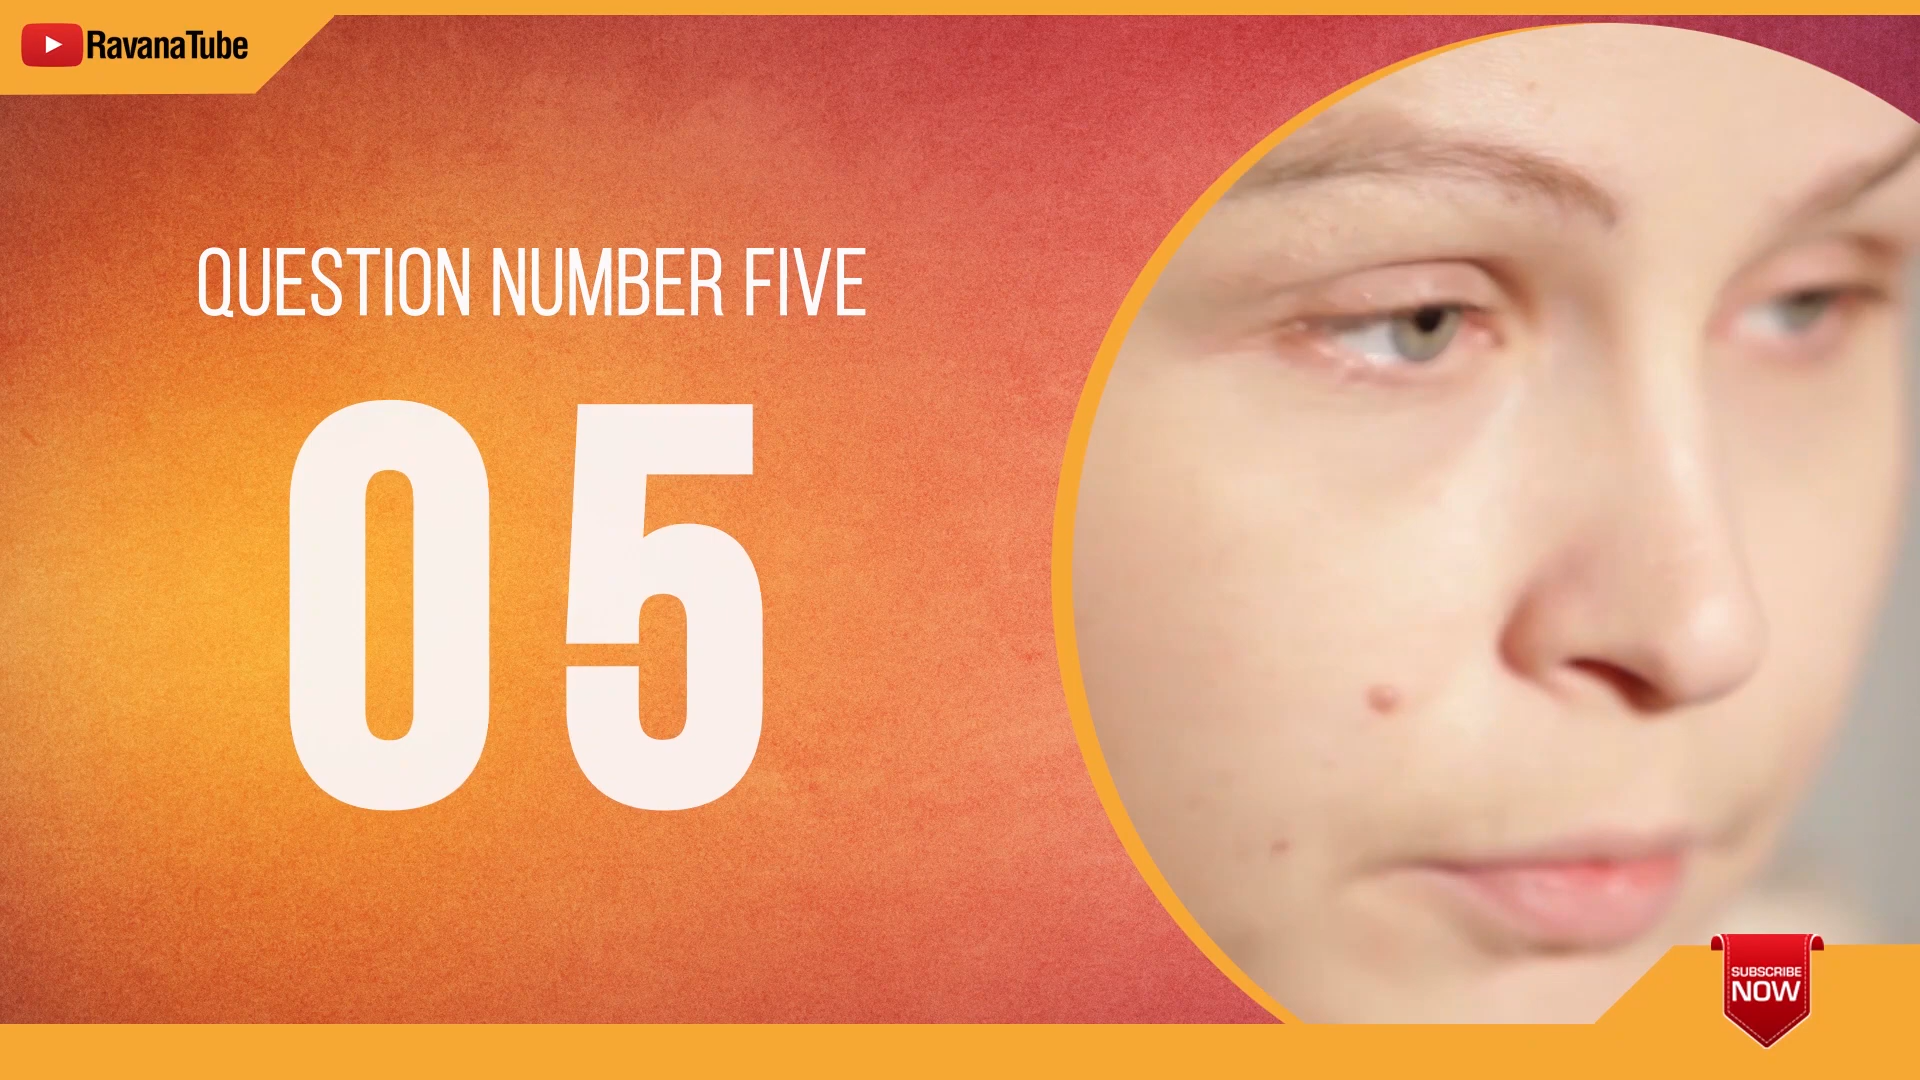 RavanaTube
QUESTION NUMBER FIVE
05
SUBSCRIBE
NOW